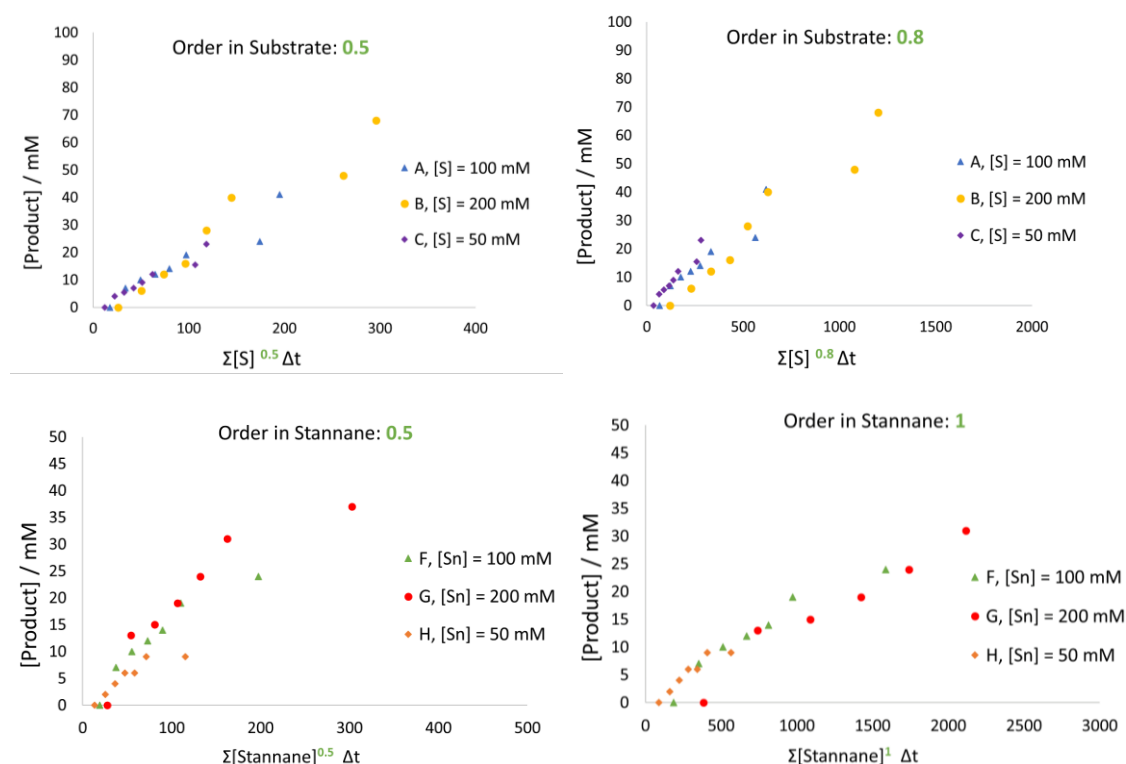 Order in Substrate: 0.5
[Product] / mM
100
90
80
70
60
50
40
30
20
10
0
0 100 200 300 400
Σ[S] 0.5 Δt
A, [S] = 100 mM
B, [S] = 200 mM
C, [S] = 50 mM
Order in Substrate: 0.8
[Product] / mM
100
90
80
70
60
50
40
30
20
10
0
0 500 1000 1500 2000
Σ[S] 0.8 Δt
A, [S] = 100 mM
B, [S] = 200 mM
C, [S] = 50 mM
Order in Stannane: 0.5
[Product] / mM
50
45
40
35
30
25
20
15
10
5
0
0 100 200 300 400 500
Σ[Stannane]0.5 Δt
F, [Sn] = 100 mM
G, [Sn] = 200 mM
H, [Sn] = 50 mM
Order in Stannane: 1
[Product] / mM
50
45
40
35
30
25
20
15
10
5
0
0 500 1000 1500 2000 2500 3000
Σ[Stannane]1 Δt
F, [Sn] = 100 mM
G, [Sn] = 200 mM
H, [Sn] = 50 mM